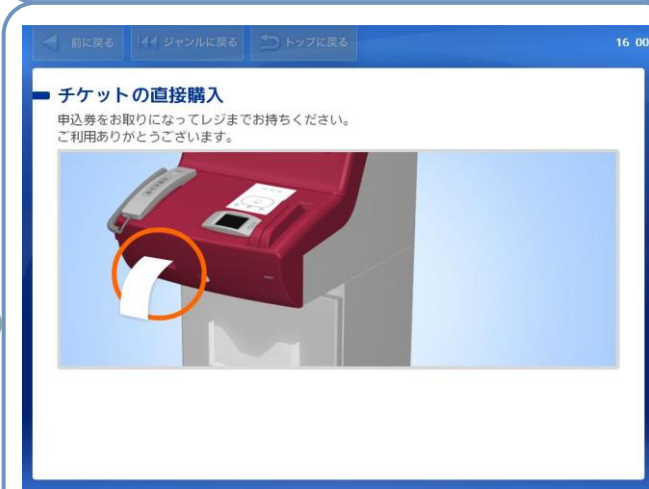 前に戻る
ジャンルに戻る
トップに戻る
16 00
チケットの直接購入
申込券をお取りになってレジまでお持ちください。
ご利用ありがとうございます。